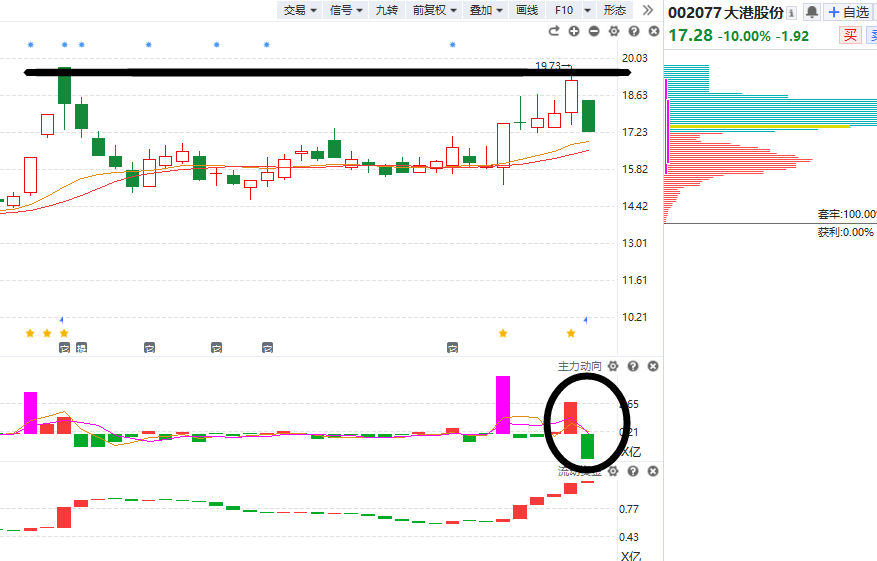 交易 信号 九转 前复权 叠加 画线 F10 形态
002077 大港股份 自选
17.28 -10.00% -1.92 买
19.73
20.03
18.63
17.23
15.82
14.42
13.01
11.61
10.21
套牢:100.00
获利:0.00%
主力动向
0.21
X亿
0.77
0.43
X亿